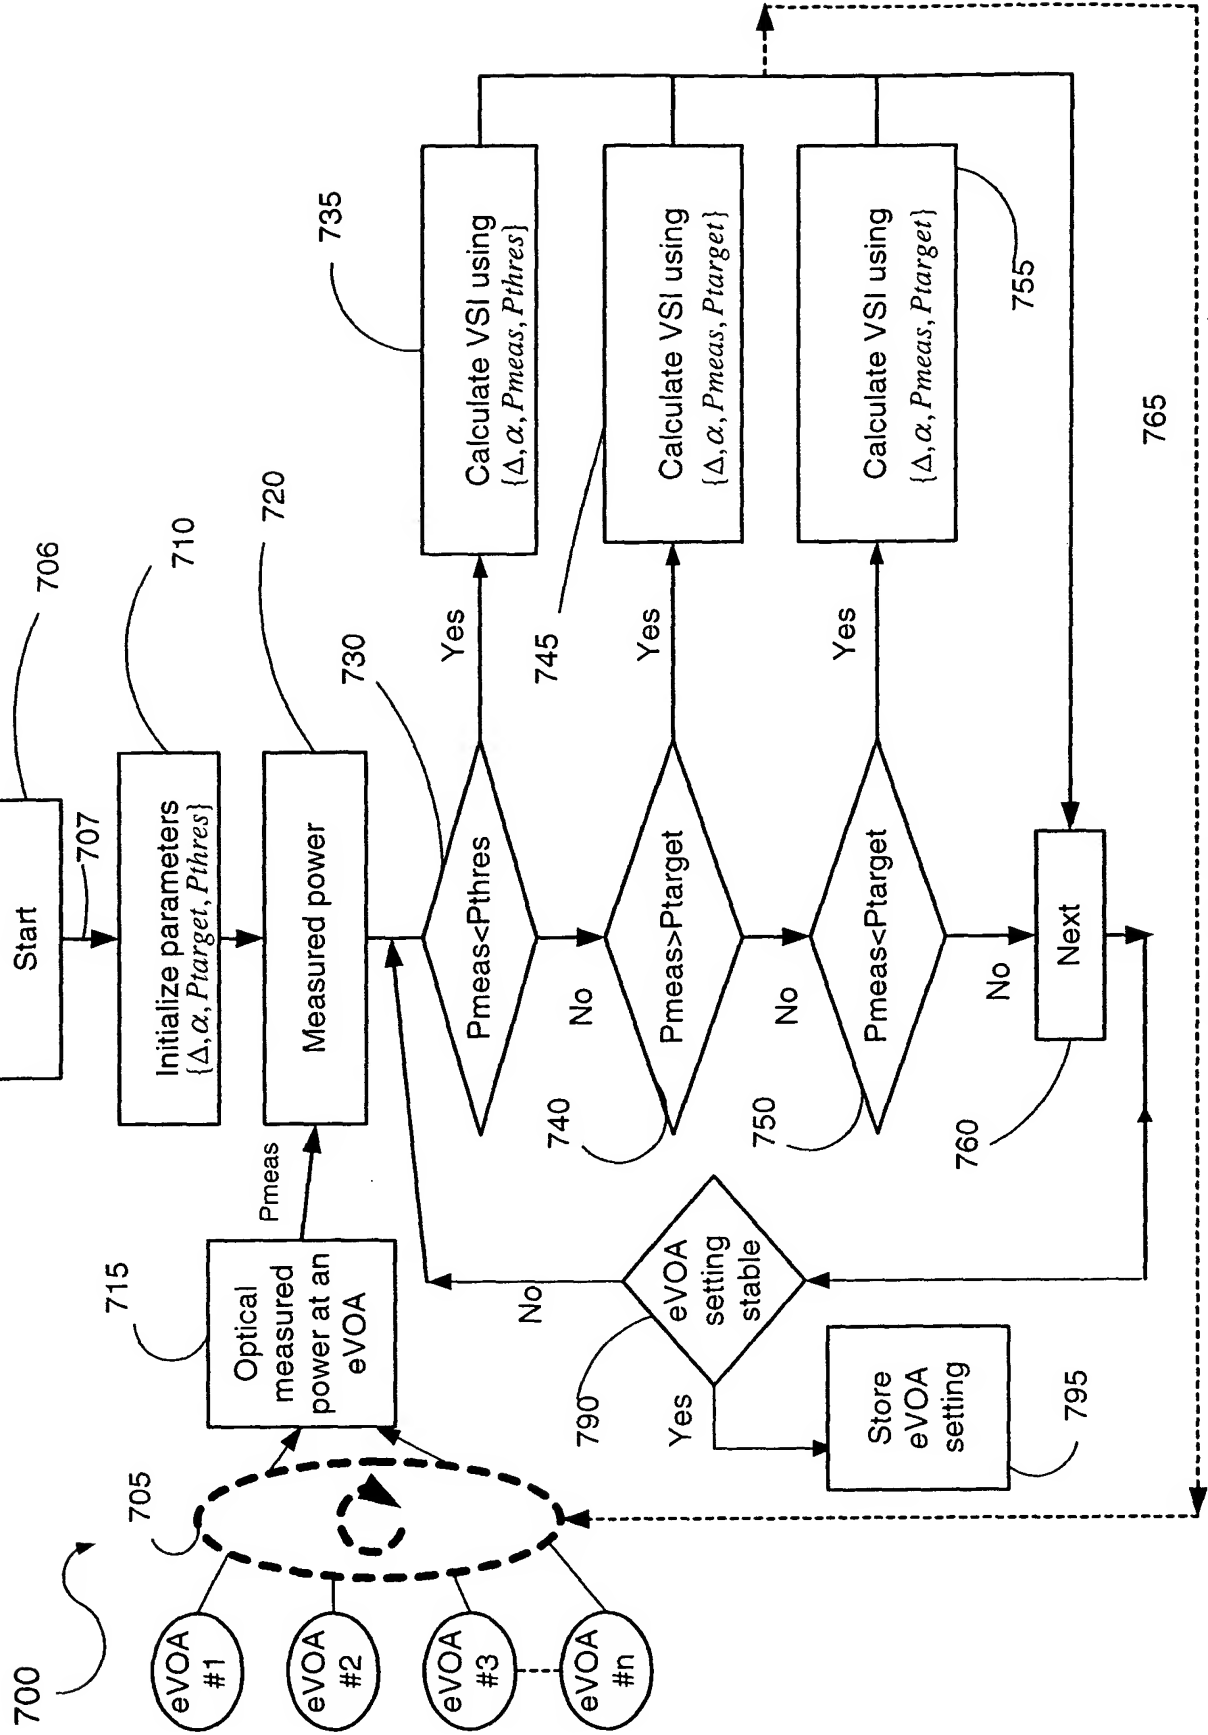 700
Start
706
707
Initialize parameters
{Δ, α, Ptarget, Pthres}
710
705
715
Optical
measured
power at an
eVOA
Pmeas
Measured power
720
eVOA
#1
eVOA
#2
eVOA
#3
eVOA
#n
Pmeas<Pthres
730
Yes
Calculate VSI using
{Δ, α, Pmeas, Pthres}
735
No
740
Pmeas>Ptarget
Yes
745
Calculate VSI using
{Δ, α, Pmeas, Ptarget}
No
750
Pmeas<Ptarget
Yes
Calculate VSI using
{Δ, α, Pmeas, Ptarget}
755
No
Next
760
765
No
eVOA
setting
stable
790
Yes
Store
eVOA
setting
795